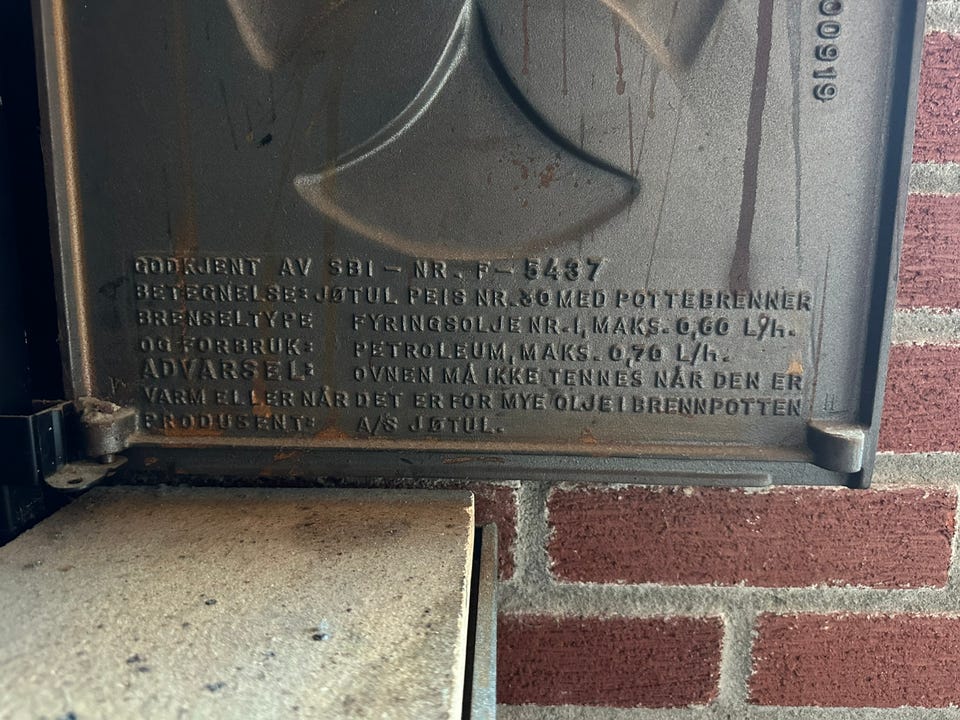 00919
GODKJENT AV SBI - NR. F - 5437
BETEGNELSE: JØTUL PEIS NR. 80 MED POTTEBRENNER
BRENSELTYPE FYRINGSOLJE NR. 1, MAKS. 0,60 L/h.
OG FORBRUK: PETROLEUM, MAKS. 0,70 L/h.
ADVARSEL: OVNEN MÅ IKKE TENNES NÅR DEN ER
VARM ELLER NÅR DET ER FOR MYE OLJE I BRENNPOTTEN
PRODUSENT: A/S JØTUL.